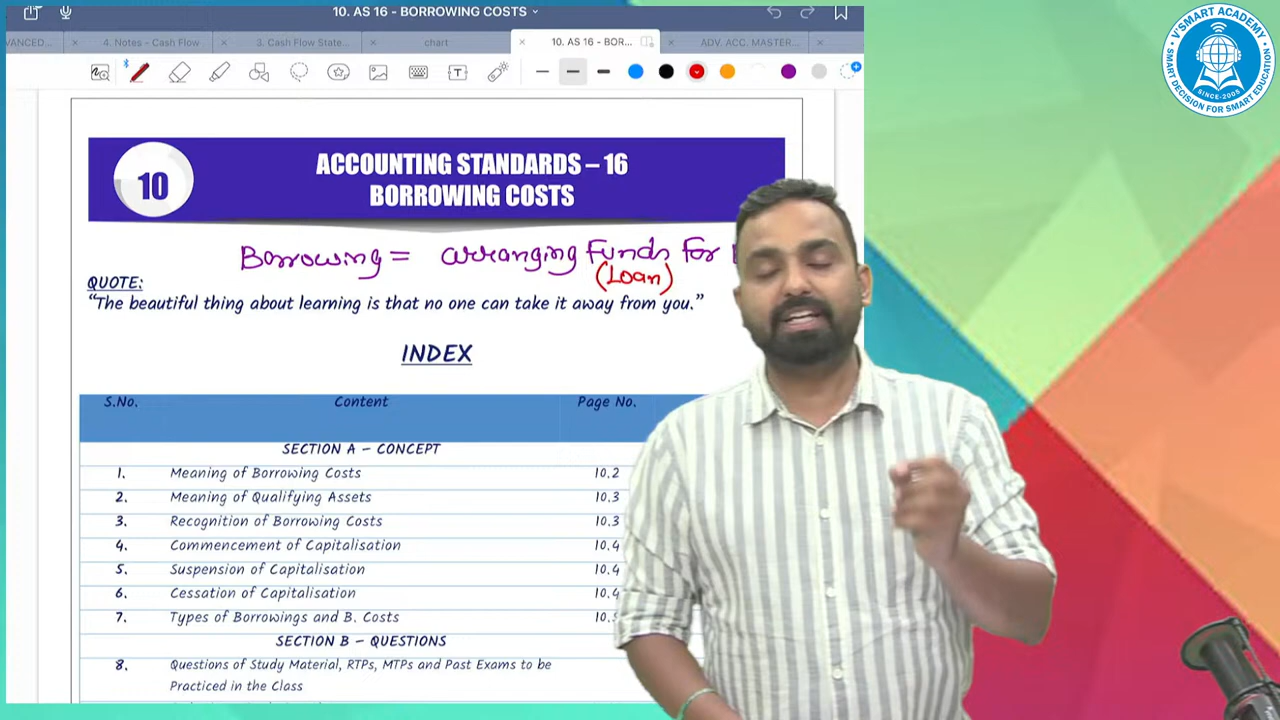 10. AS 16 - BORROWING COSTS
VANCED...
4. Notes - Cash Flow
3. Cash Flow State...
chart
10. AS 16 - BOR...
ADV. ACC. MASTER...
10
ACCOUNTING STANDARDS – 16
BORROWING COSTS
Borrowing = arranging Funds For
(Loan)
QUOTE:
“The beautiful thing about learning is that no one can take it away from you.”
INDEX
S.No. Content Page No.
SECTION A – CONCEPT
1. Meaning of Borrowing Costs 10.2
2. Meaning of Qualifying Assets 10.3
3. Recognition of Borrowing Costs 10.3
4. Commencement of Capitalisation 10.4
5. Suspension of Capitalisation 10.4
6. Cessation of Capitalisation 10.4
7. Types of Borrowings and B. Costs
SECTION B – QUESTIONS
8. Questions of Study Material, RTPs, MTPs and Past Exams to be
Practiced in the Class
V'SMART ACADEMY
SINCE-2005
SMART DECISION FOR SMART EDUCATION